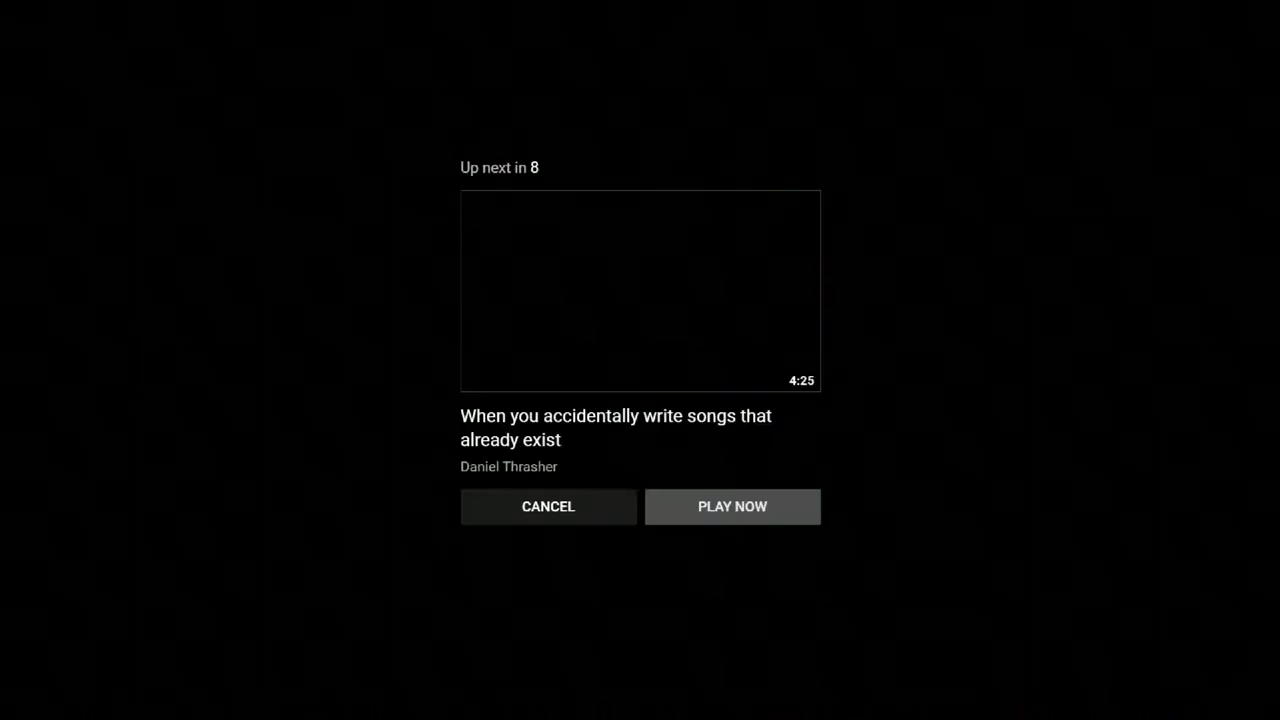 Up next in 8
4:25
When you accidentally write songs that
already exist
Daniel Thrasher
CANCEL
PLAY NOW